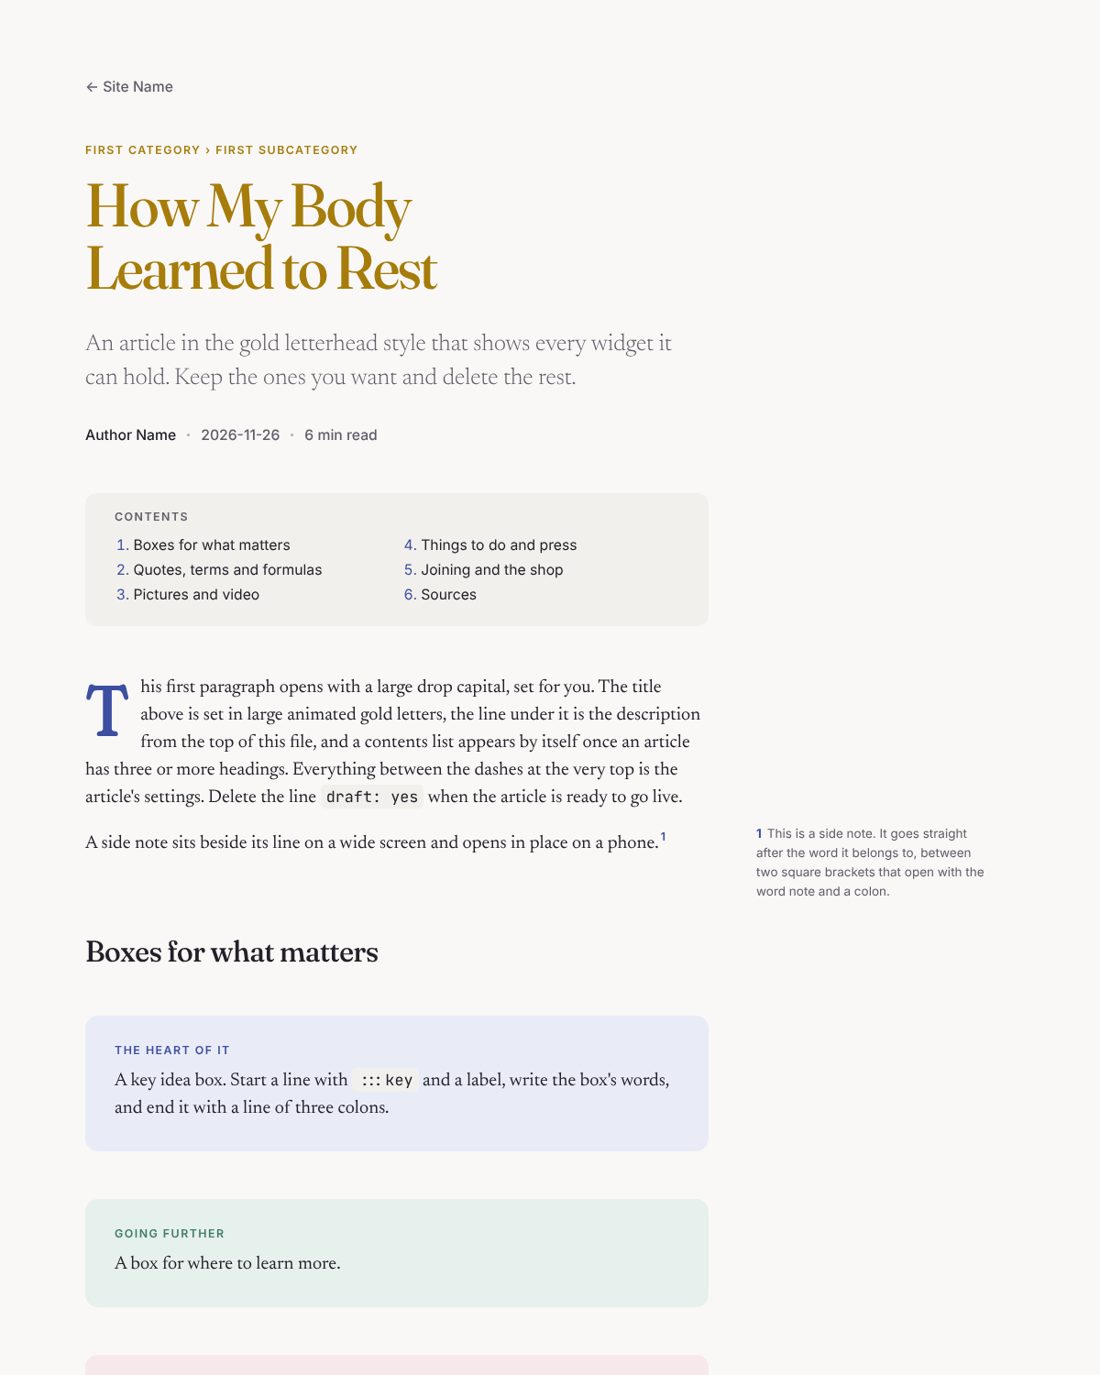 ← Site Name
FIRST CATEGORY › FIRST SUBCATEGORY
How My Body
Learned to Rest
An article in the gold letterhead style that shows every widget it
can hold. Keep the ones you want and delete the rest.
Author Name · 2026-11-26 · 6 min read
CONTENTS
1. Boxes for what matters
2. Quotes, terms and formulas
3. Pictures and video
4. Things to do and press
5. Joining and the shop
6. Sources
This first paragraph opens with a large drop capital, set for you. The title
above is set in large animated gold letters, the line under it is the description
from the top of this file, and a contents list appears by itself once an article
has three or more headings. Everything between the dashes at the very top is the
article's settings. Delete the line draft: yes when the article is ready to go live.
A side note sits beside its line on a wide screen and opens in place on a phone.1
1 This is a side note. It goes straight
after the word it belongs to, between
two square brackets that open with the
word note and a colon.
Boxes for what matters
THE HEART OF IT
A key idea box. Start a line with :::key and a label, write the box's words,
and end it with a line of three colons.
GOING FURTHER
A box for where to learn more.